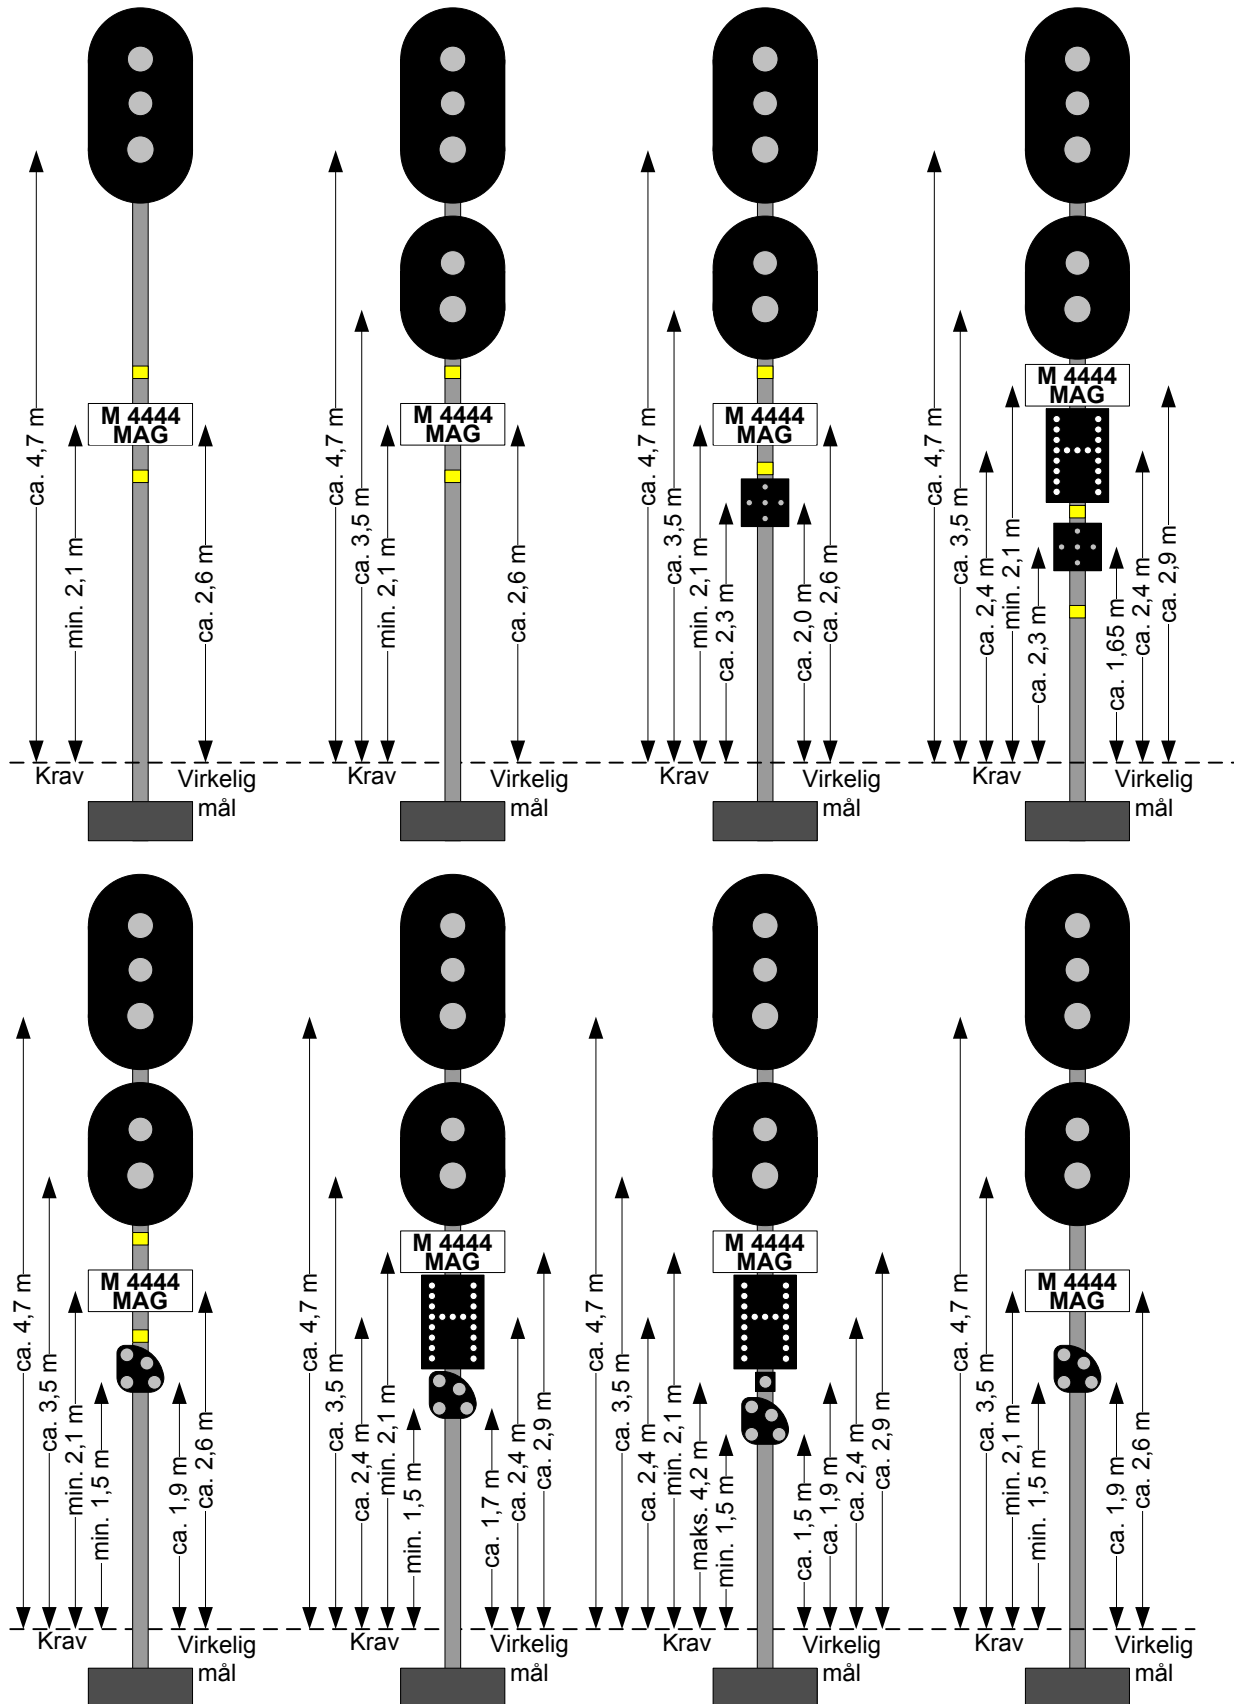 M 4444
MAG
ca. 4,7 m
min. 2,1 m
ca. 2,6 m
Krav
Virkelig
mål
M 4444
MAG
ca. 4,7 m
ca. 3,5 m
min. 2,1 m
ca. 2,6 m
Krav
Virkelig
mål
M 4444
MAG
ca. 4,7 m
ca. 3,5 m
min. 2,1 m
ca. 2,3 m
ca. 2,0 m
ca. 2,6 m
Krav
Virkelig
mål
M 4444
MAG
ca. 4,7 m
ca. 3,5 m
ca. 2,4 m
min. 2,1 m
ca. 2,3 m
ca. 1,65 m
ca. 2,4 m
ca. 2,9 m
Krav
Virkelig
mål
M 4444
MAG
ca. 4,7 m
ca. 3,5 m
min. 2,1 m
min. 1,5 m
ca. 1,9 m
ca. 2,6 m
Krav
Virkelig
mål
M 4444
MAG
ca. 4,7 m
ca. 3,5 m
ca. 2,4 m
min. 2,1 m
min. 1,5 m
ca. 1,7 m
ca. 2,4 m
ca. 2,9 m
Krav
Virkelig
mål
M 4444
MAG
ca. 4,7 m
ca. 3,5 m
ca. 2,4 m
min. 2,1 m
maks. 4,2 m
min. 1,5 m
ca. 1,5 m
ca. 1,9 m
ca. 2,4 m
ca. 2,9 m
Krav
Virkelig
mål
M 4444
MAG
ca. 4,7 m
ca. 3,5 m
min. 2,1 m
min. 1,5 m
ca. 1,9 m
ca. 2,6 m
Krav
Virkelig
mål